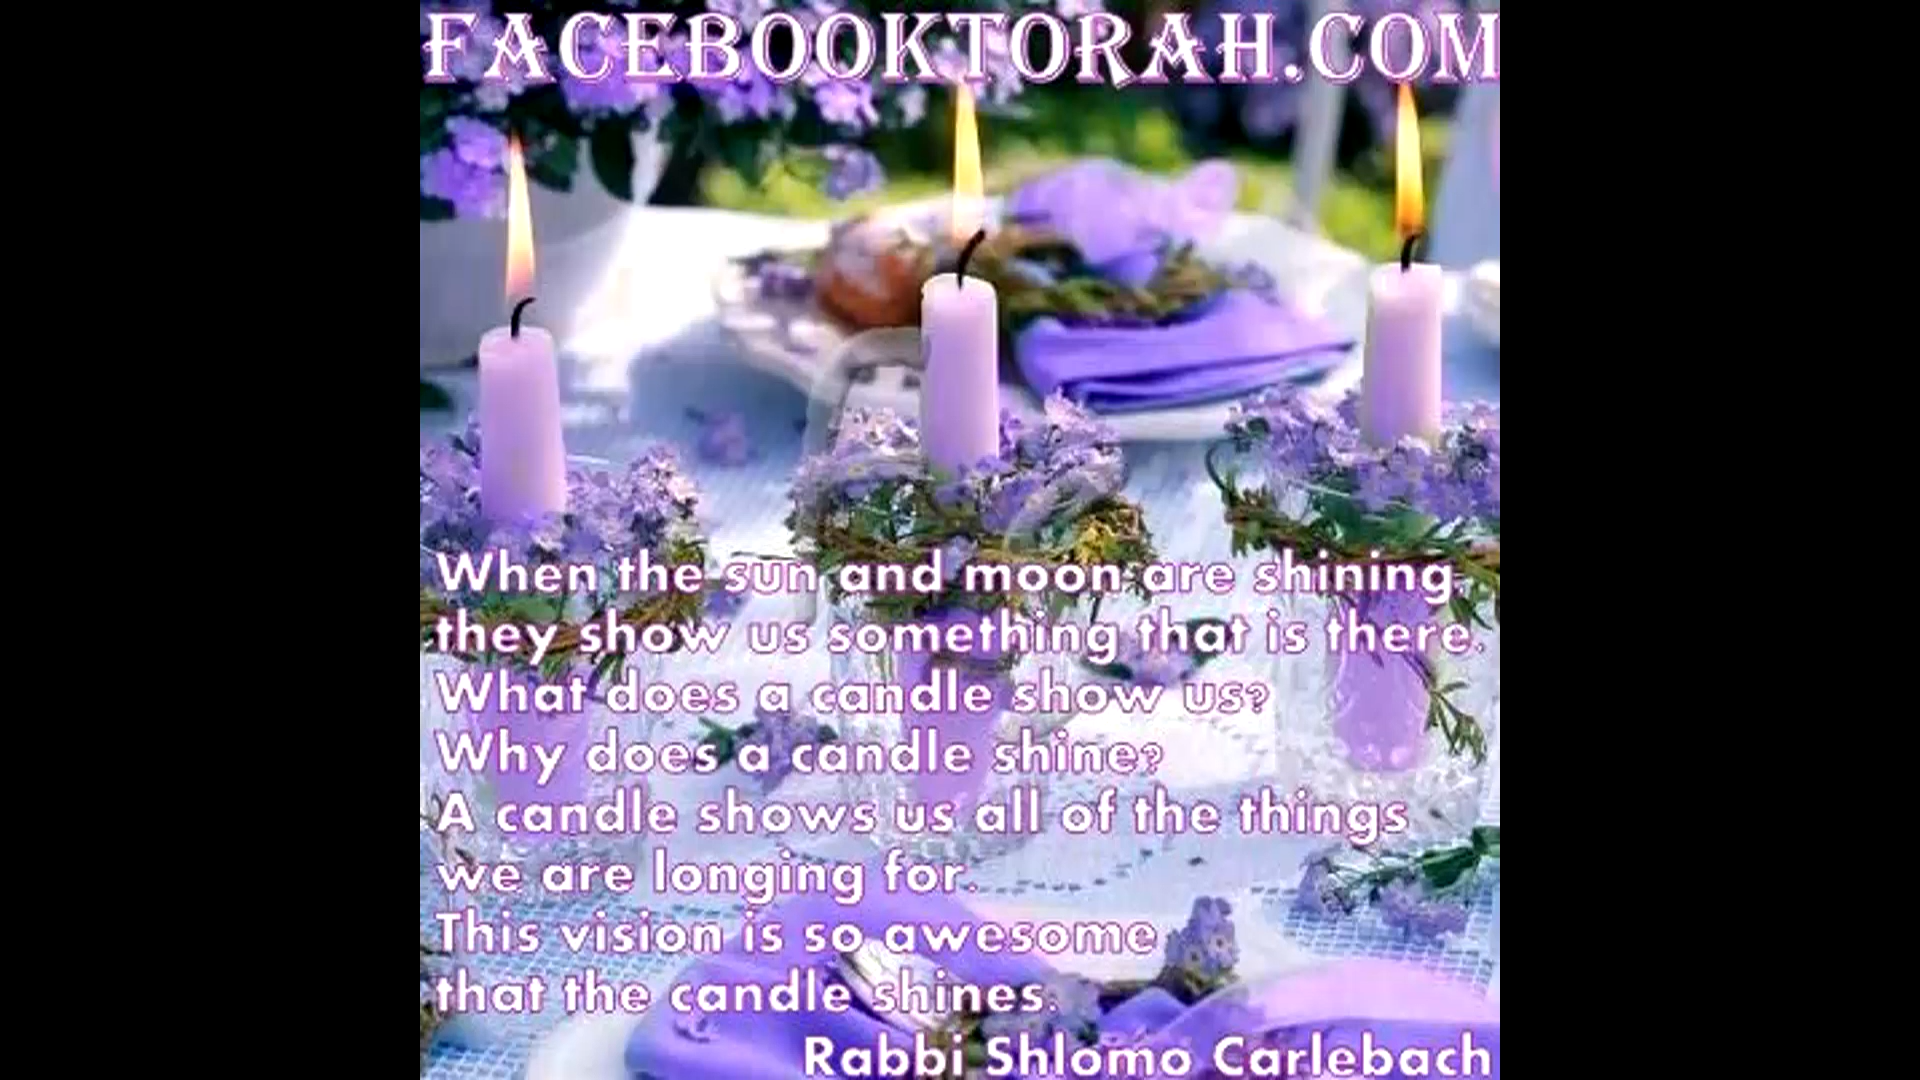 FACEBOOKTORAH.COM
When the sun and moon are shining,
they show us something that is there.
What does a candle show us?
Why does a candle shine?
A candle shows us all of the things
we are longing for.
This vision is so awesome
that the candle shines.
Rabbi Shlomo Carlebach